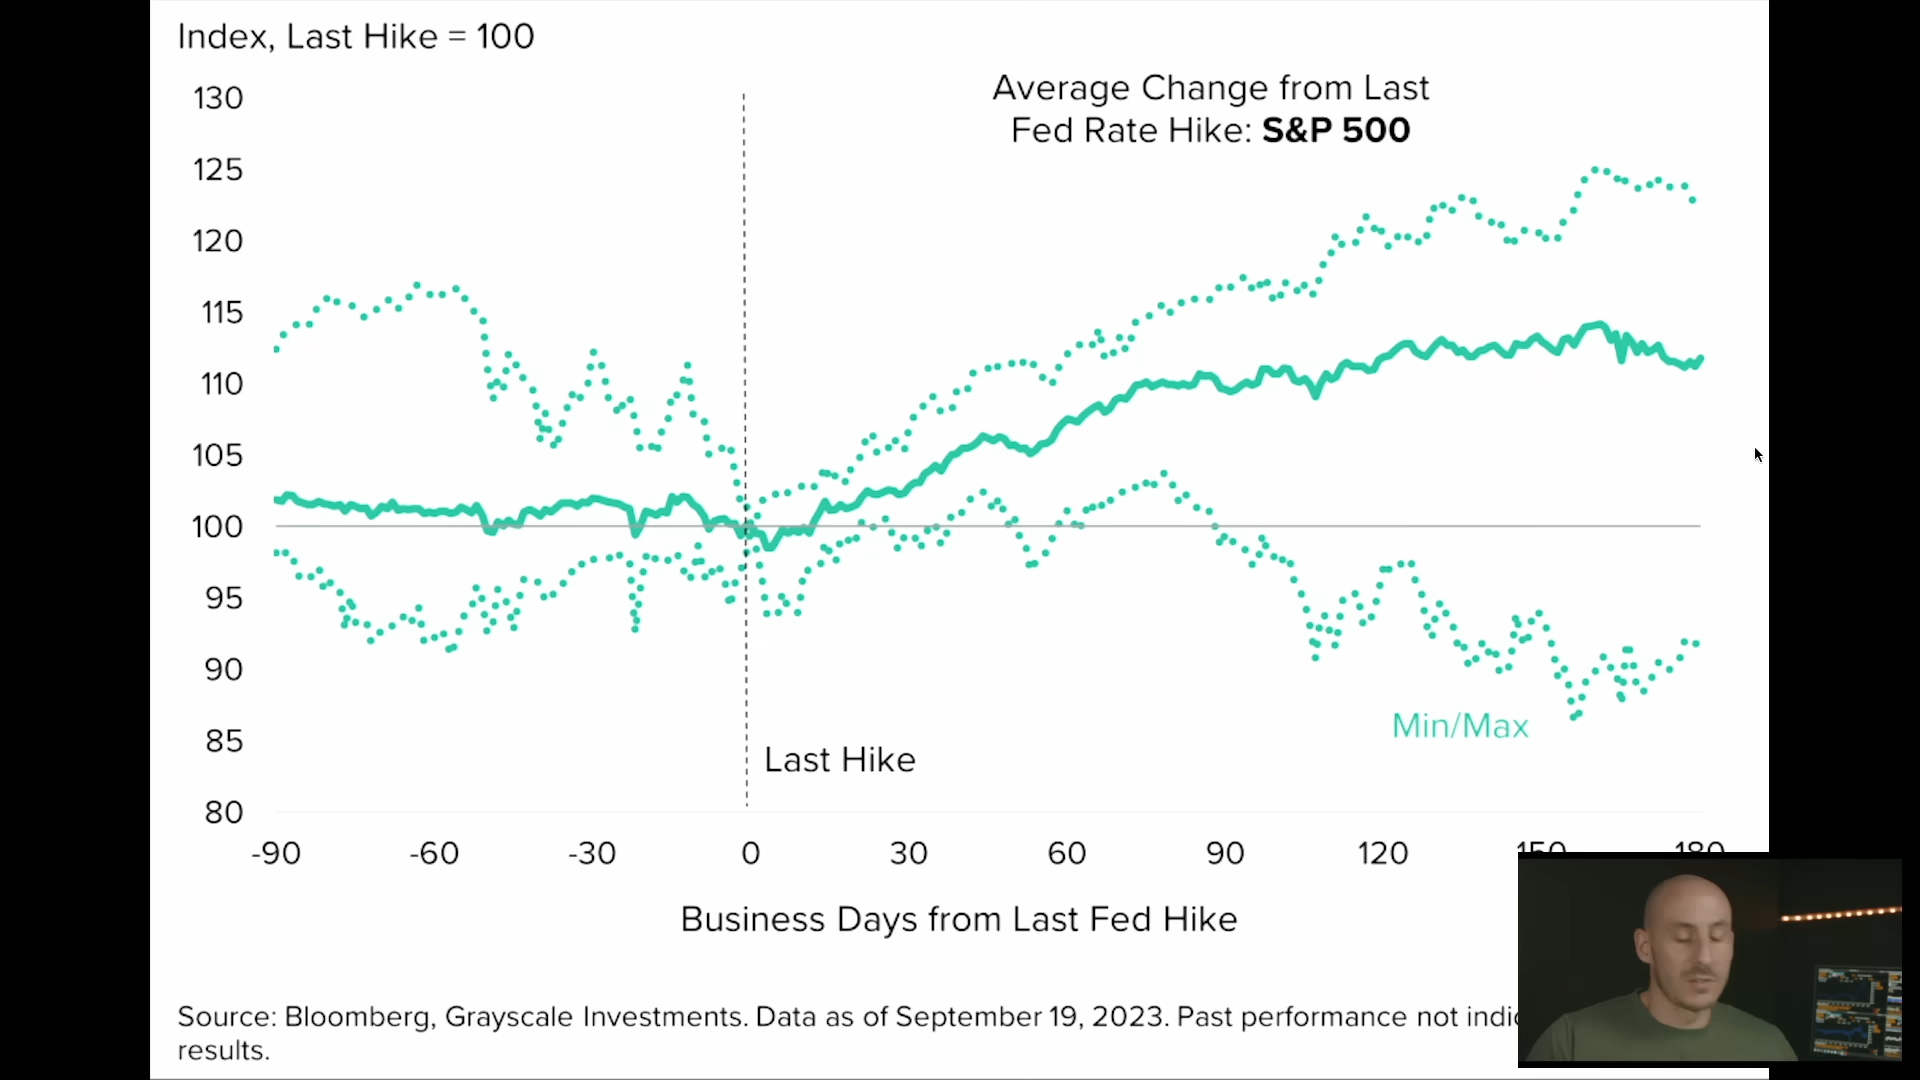 Index, Last Hike = 100
Average Change from Last
Fed Rate Hike: S&P 500
130
125
120
115
110
105
100
95
90
85
80
Min/Max
Last Hike
-90 -60 -30 0 30 60 90 120 150 180
Business Days from Last Fed Hike
Source: Bloomberg, Grayscale Investments. Data as of September 19, 2023. Past performance not
results.